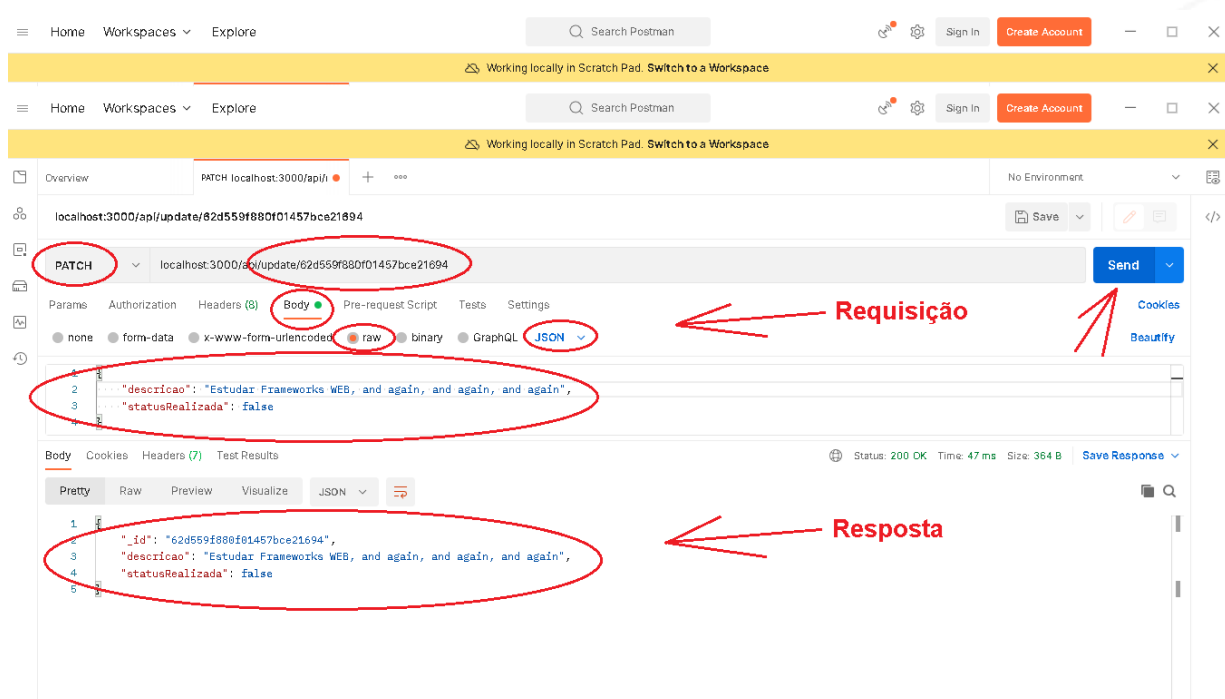 Home Workspaces Explore Search Postman Sign In Create Account
Working locally in Scratch Pad. Switch to a Workspace
Home Workspaces Explore Search Postman Sign In Create Account
Working locally in Scratch Pad. Switch to a Workspace
Overview PATCH localhost:3000/api/ No Environment
localhost:3000/api/update/62d559f880f01457bce21694 Save
PATCH localhost:3000/api/update/62d559f880f01457bce21694 Send
Params Authorization Headers (8) Body Pre-request Script Tests Settings Cookies
Requisição
none form-data x-www-form-urlencoded raw binary GraphQL JSON Beautify
1 {
2 "descricao": "Estudar Frameworks WEB, and again, and again, and again",
3 "statusRealizada": false
4 }
Body Cookies Headers (7) Test Results Status: 200 OK Time: 47 ms Size: 364 B Save Response
Pretty Raw Preview Visualize JSON
1 {
2 "_id": "62d559f880f01457bce21694",
Resposta
3 "descricao": "Estudar Frameworks WEB, and again, and again, and again",
4 "statusRealizada": false
5 }